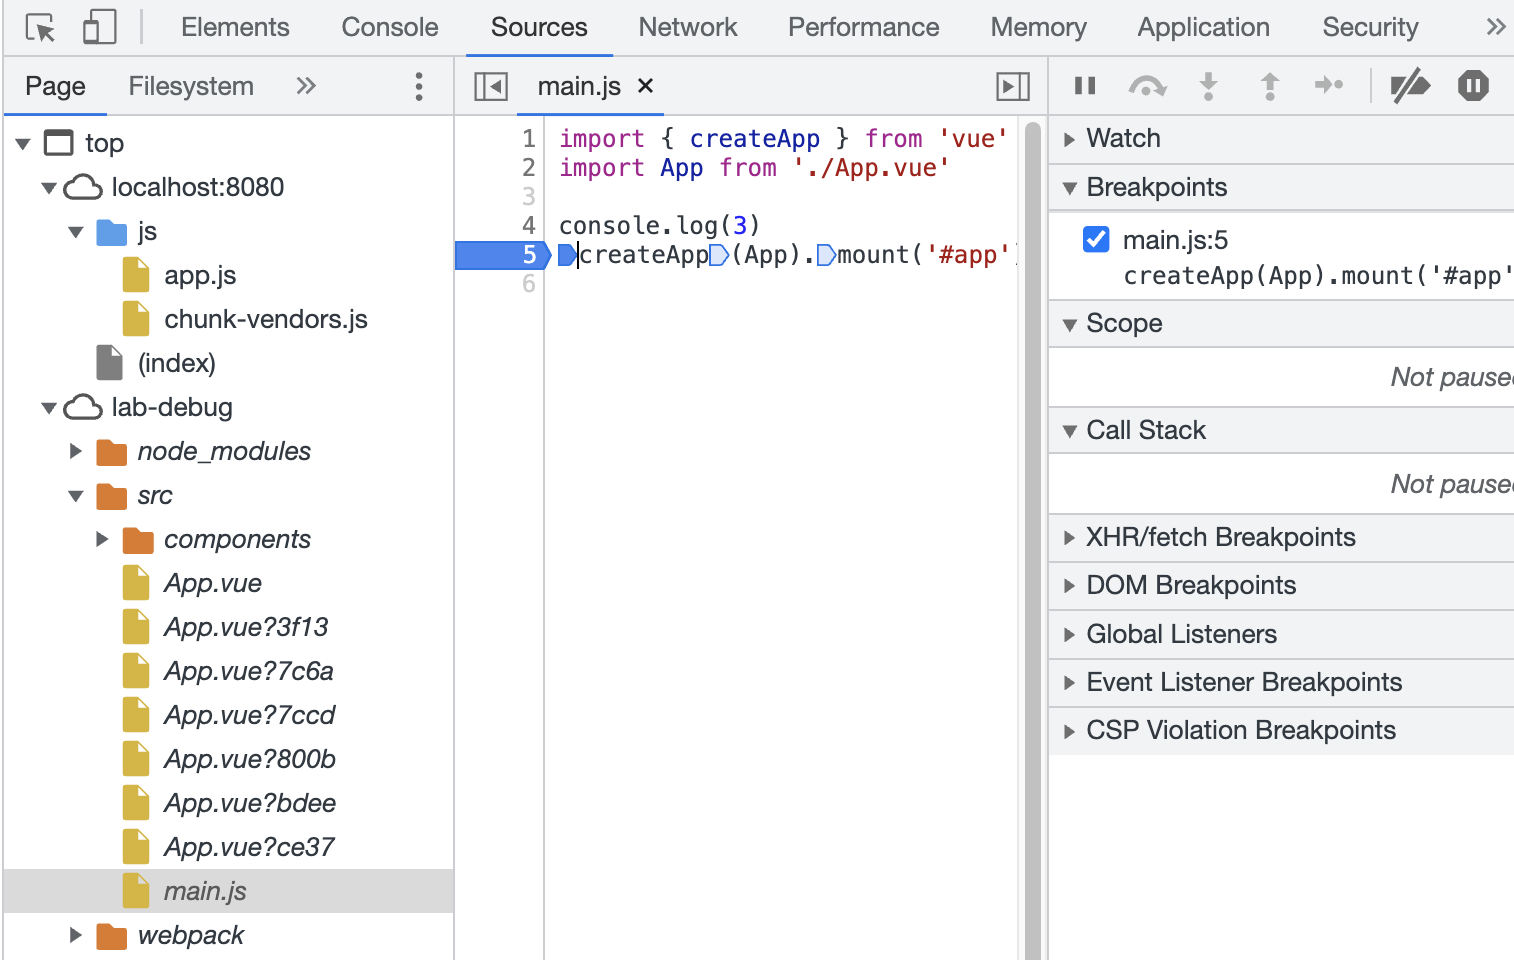 Elements Console Sources Network Performance Memory Application Security »
Page Filesystem »
main.js ×
top
localhost:8080
js
app.js
chunk-vendors.js
(index)
lab-debug
node_modules
src
components
App.vue
App.vue?3f13
App.vue?7c6a
App.vue?7ccd
App.vue?800b
App.vue?bdee
App.vue?ce37
main.js
webpack
1 import { createApp } from 'vue'
2 import App from './App.vue'
3
4 console.log(3)
5 createApp(App).mount('#app')
6
Watch
Breakpoints
main.js:5
createApp(App).mount('#app'
Scope
Not paused
Call Stack
Not paused
XHR/fetch Breakpoints
DOM Breakpoints
Global Listeners
Event Listener Breakpoints
CSP Violation Breakpoints